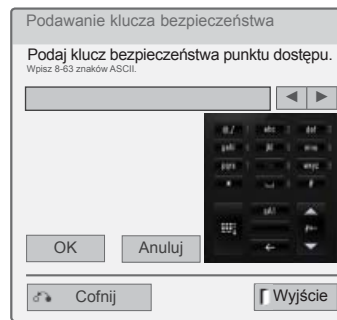 Podawanie klucza bezpieczeństwa
Podaj klucz bezpieczeństwa punktu dostępu.
Wpisz 8-63 znaków ASCII.
OK
Anuluj
Cofnij
Wyjście